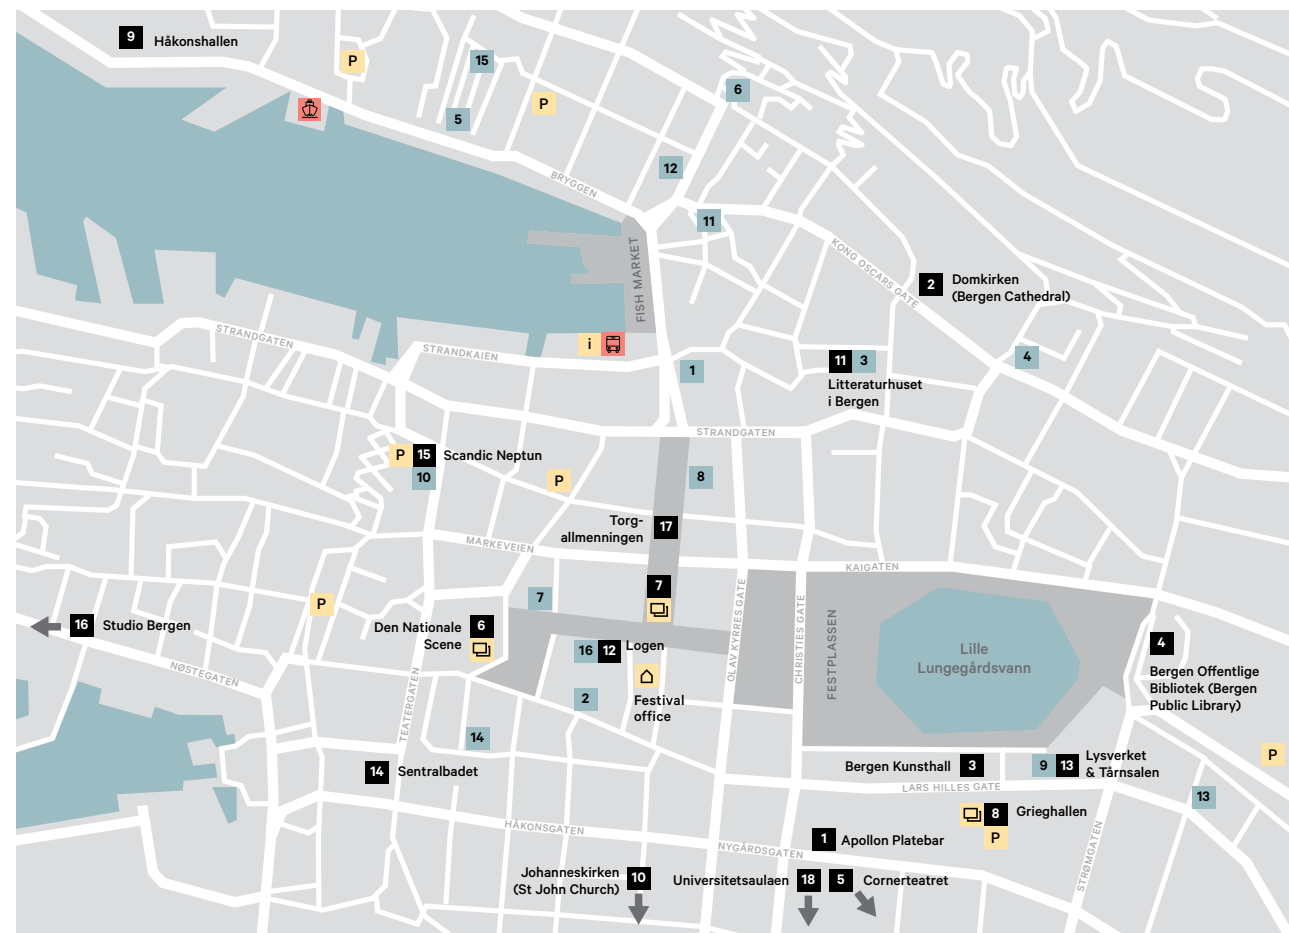 9 Håkonshallen
P
15
P
5
6
12
BRYGGEN
11
FISH MARKET
KONG OSCARS GATE
2 Domkirken
(Bergen Cathedral)
STRANDGATEN
STRANDKAIEN
i
1
11 3
Litteraturhuset
i Bergen
4
STRANDGATEN
P 15 Scandic Neptun
10
P
8
Torg-
allmenningen
17
MARKEVEIEN
KAIGATEN
7
7
P
16 Studio Bergen
Den Nationale
Scene
6
16 12 Logen
OLAV KYRRES GATE
CHRISTIES GATE
FESTPLASSEN
Lille
Lungegårdsvann
4
Bergen Offentlige
Bibliotek (Bergen
Public Library)
NØSTEGATEN
TEATERGATEN
2
Festival
office
14
14 Sentralbadet
Bergen Kunsthall 3
9 13 Lysverket
& Tårnsalen
P
LARS HILLES GATE
13
8 Grieghallen
P
HÅKONSGATEN
NYGÅRDSGATEN
1 Apollon Platebar
STRØMGATEN
Johanneskirken
(St John Church)
10
Universitetsaulaen 18
5 Cornerteatret